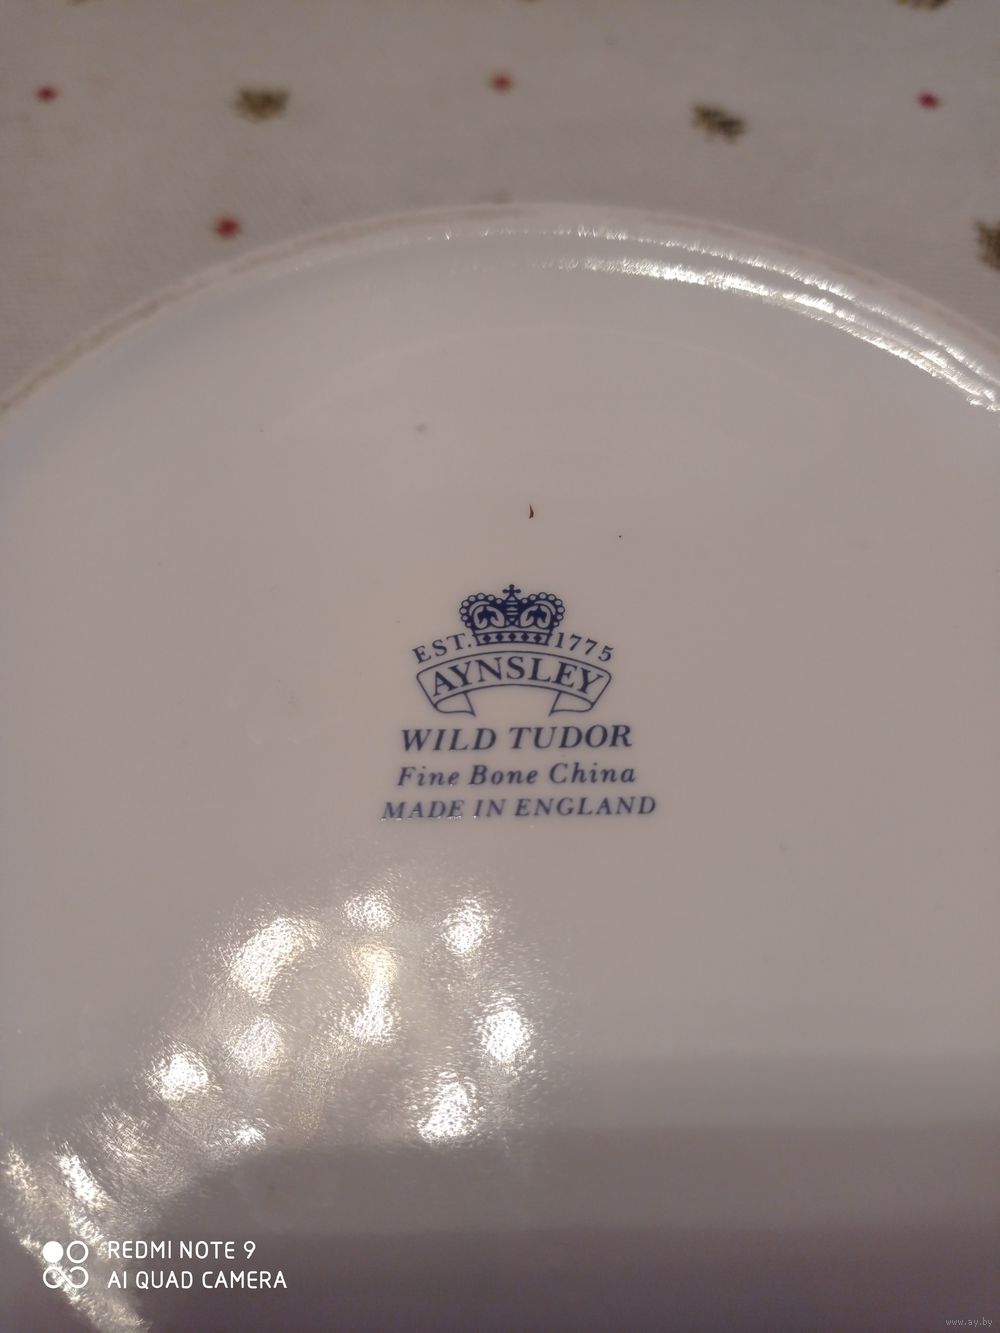 EST. 1775
AYNSLEY
WILD TUDOR
Fine Bone China
MADE IN ENGLAND
REDMI NOTE 9
AI QUAD CAMERA
www.ay.by